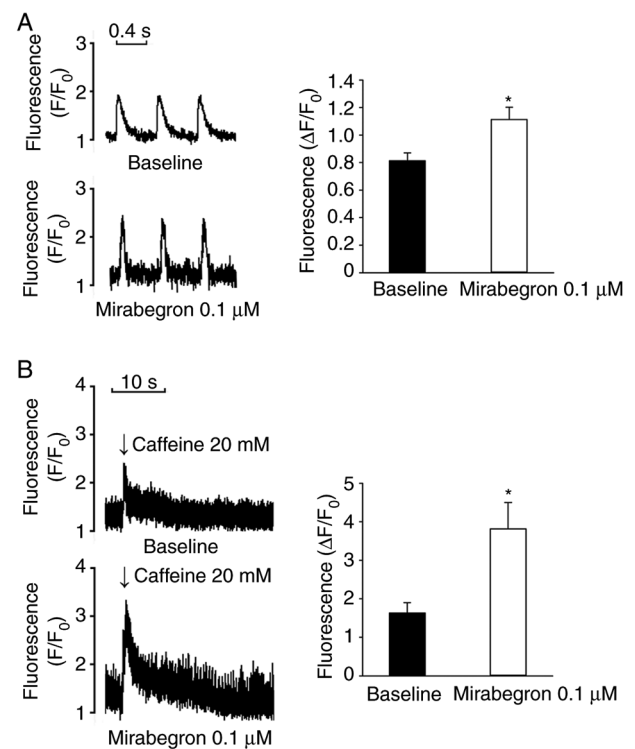 A
0.4 s
3
2
1
Fluorescence
(F/F0)
Baseline
3
2
1
Fluorescence
(F/F0)
Mirabegron 0.1 μM
1.4
1.2
1.0
0.8
0.6
0.4
0.2
0
Fluorescence (ΔF/F0)
*
Baseline
Mirabegron 0.1 μM
B
10 s
4
3
2
1
Fluorescence
(F/F0)
↓ Caffeine 20 mM
Baseline
4
3
2
1
Fluorescence
(F/F0)
↓ Caffeine 20 mM
Mirabegron 0.1 μM
5
4
3
2
1
0
Fluorescence (ΔF/F0)
*
Baseline
Mirabegron 0.1 μM